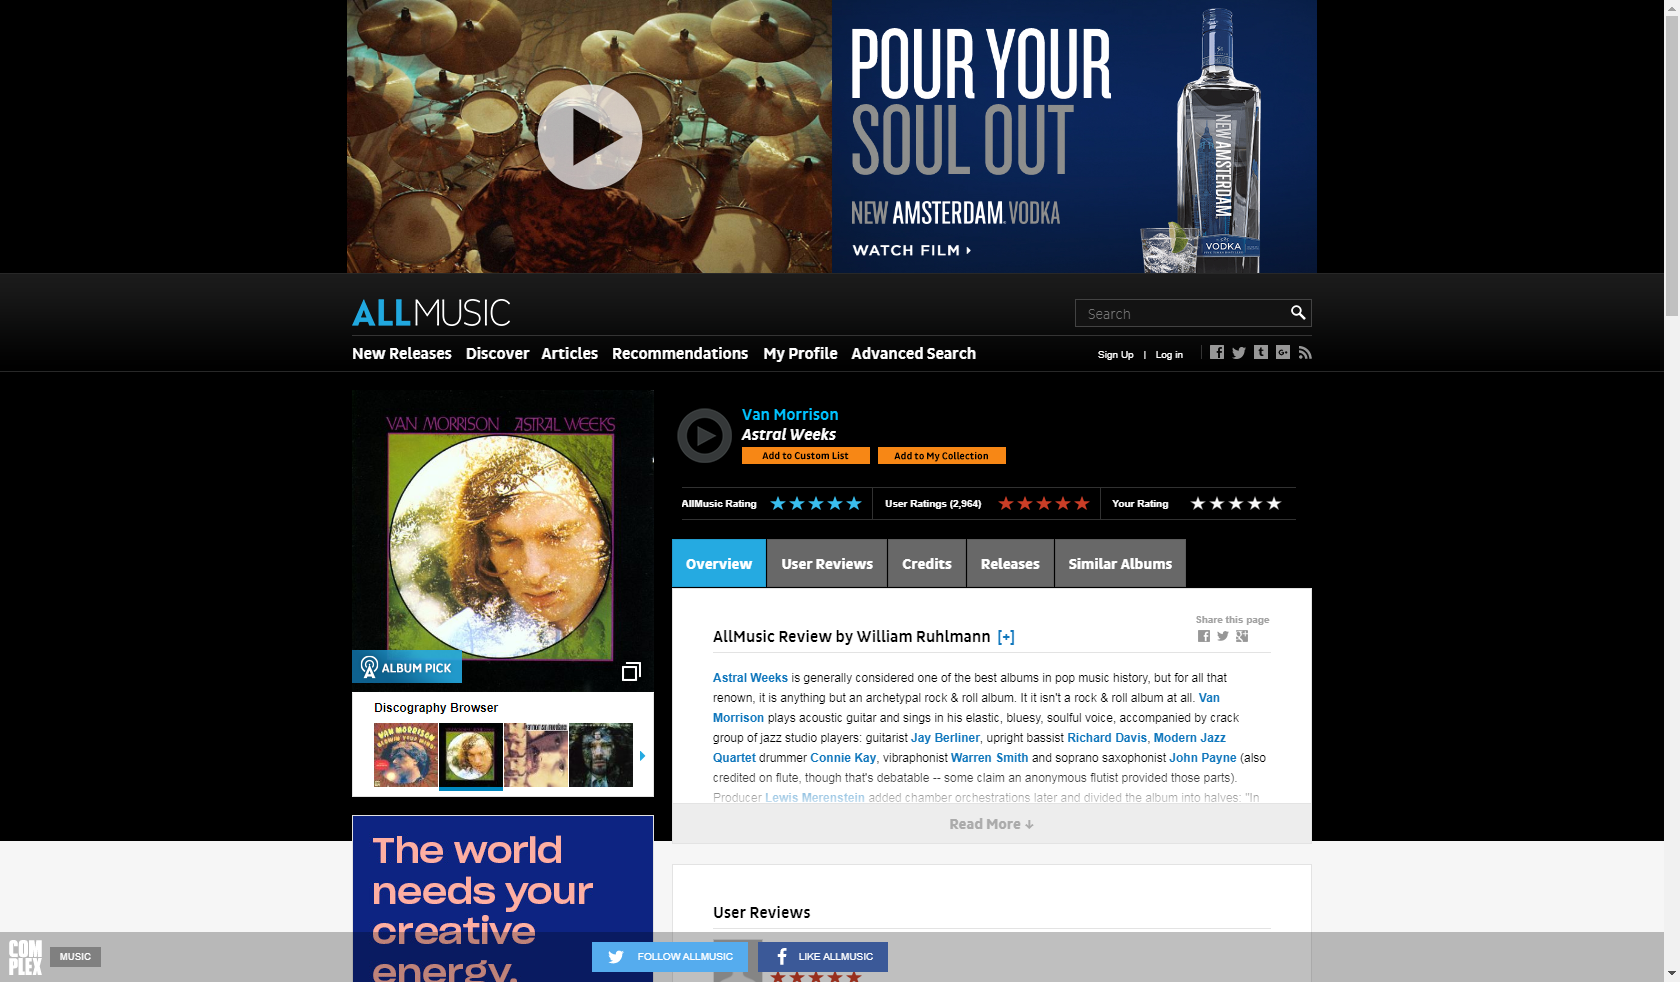 POUR YOUR
SOUL OUT
NEW AMSTERDAM. VODKA
WATCH FILM
NEW AMSTERDAM
VODKA
ALLMUSIC
Search
New Releases Discover Articles Recommendations My Profile Advanced Search
Sign Up | Log in
VAN MORRISON ASTRAL WEEKS
ALBUM PICK
Van Morrison
Astral Weeks
Add to Custom List Add to My Collection
AllMusic Rating User Ratings (2,964) Your Rating
Overview User Reviews Credits Releases Similar Albums
Share this page
AllMusic Review by William Ruhlmann [+]
Astral Weeks is generally considered one of the best albums in pop music history, but for all that
renown, it is anything but an archetypal rock & roll album. It it isn't a rock & roll album at all. Van
Morrison plays acoustic guitar and sings in his elastic, bluesy, soulful voice, accompanied by crack
group of jazz studio players: guitarist Jay Berliner, upright bassist Richard Davis, Modern Jazz
Quartet drummer Connie Kay, vibraphonist Warren Smith and soprano saxophonist John Payne (also
credited on flute, though that's debatable -- some claim an anonymous flutist provided those parts).
Producer Lewis Merenstein added chamber orchestrations later and divided the album into halves: "In
Read More ↓
Discography Browser
VAN MORRISON
The world
needs your
creative
energy.
User Reviews
COMPLEX
MUSIC
FOLLOW ALLMUSIC
LIKE ALLMUSIC